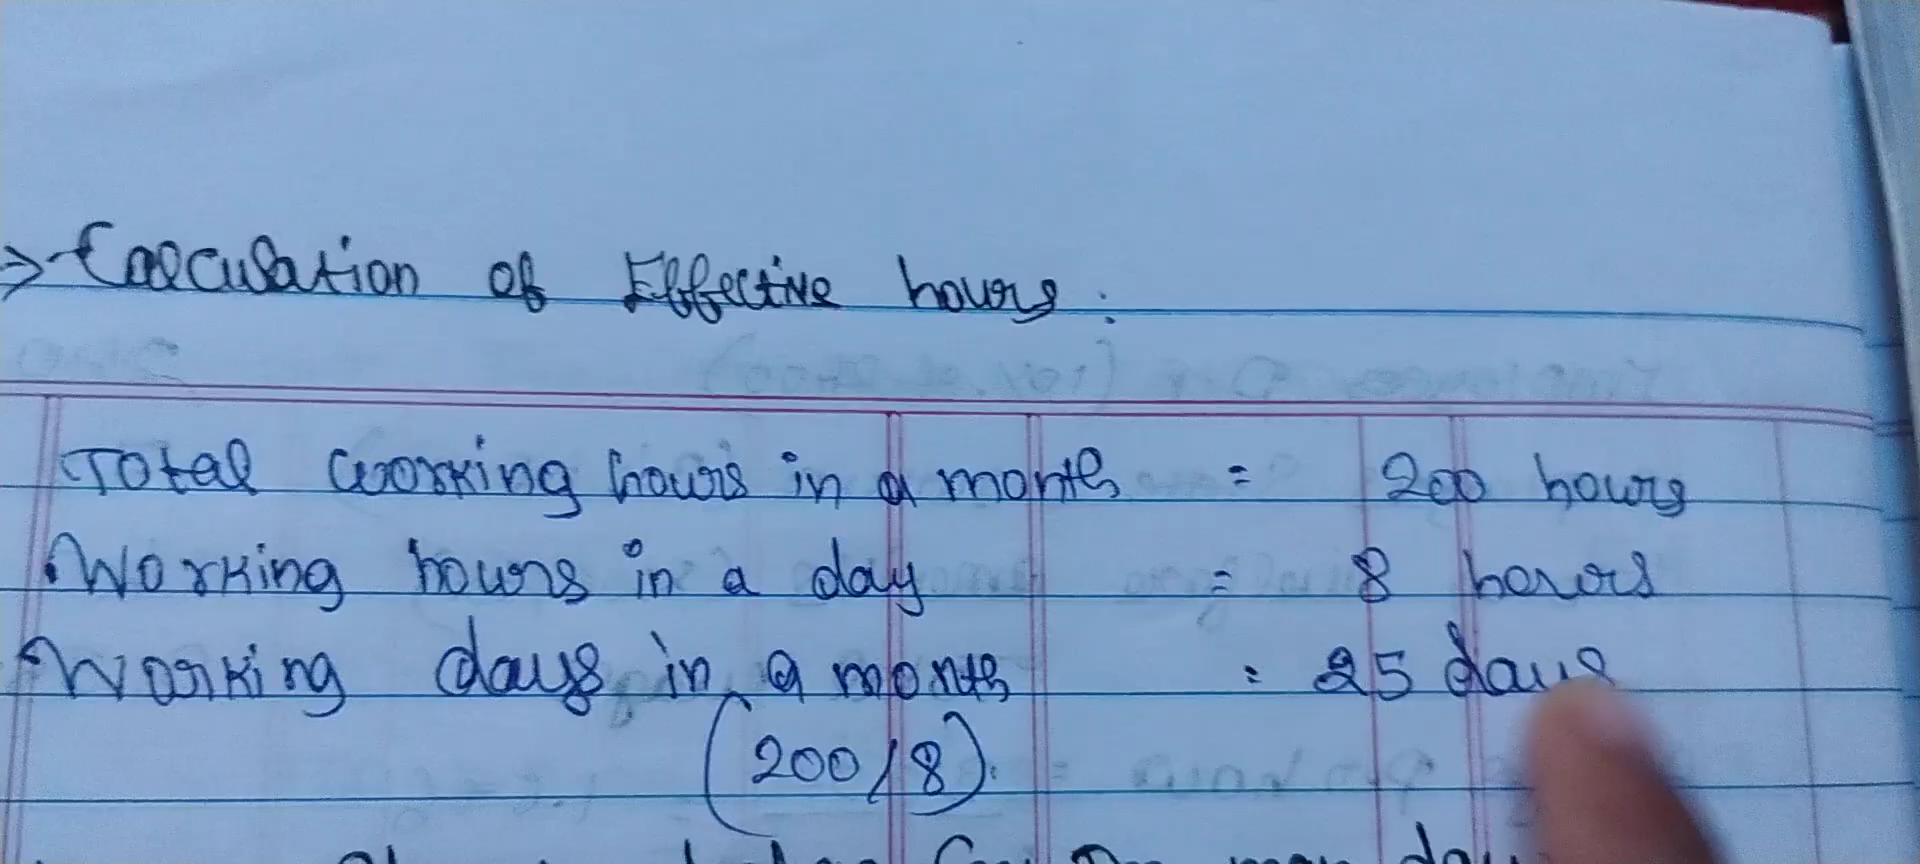 ⇒ Calculation of Effective hours:
Total working hours in a month = 200 hours
Working hours in a day = 8 hours
Working days in a month = 25 days
(200/8)